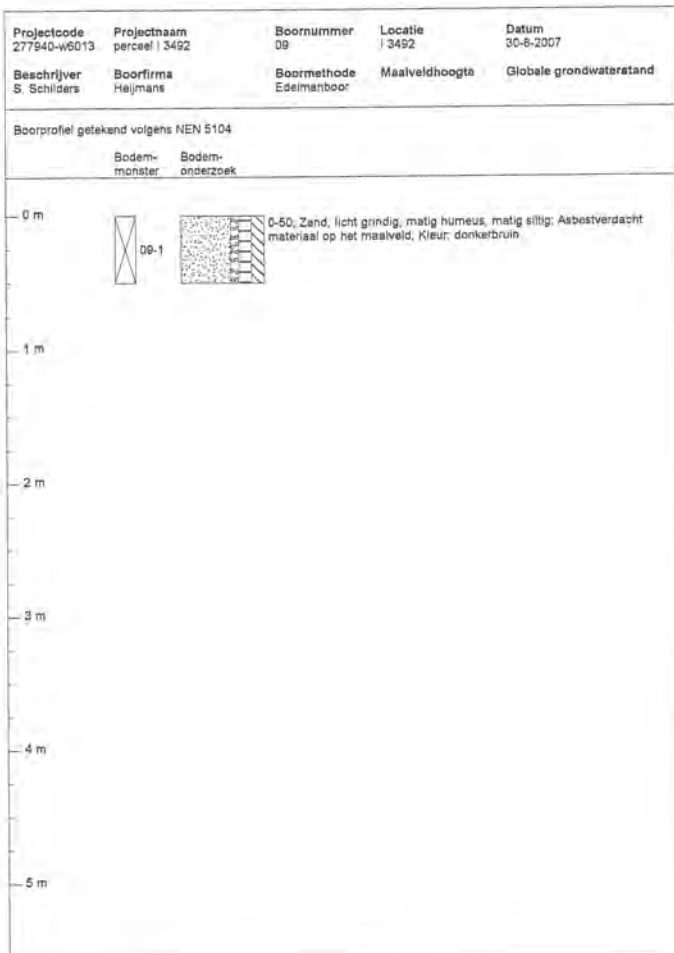 Projectcode Projectnaam Boornummer Locatie Datum
277940-w6013 perceel I 3492 09 I 3492 30-8-2007
Beschrijver Boorfirma Boormethode Maaiveldhoogte Globale grondwaterstand
S. Schilders Heijmans Edelmanboor
Boorprofiel getekend volgens NEN 5104
Bodem- Bodem-
monster onderzoek
0 m
09-1
0-50; Zand, licht grindig, matig humeus, matig siltig; Asbestverdacht
materiaal op het maaiveld; Kleur: donkerbruin
1 m
2 m
3 m
4 m
5 m